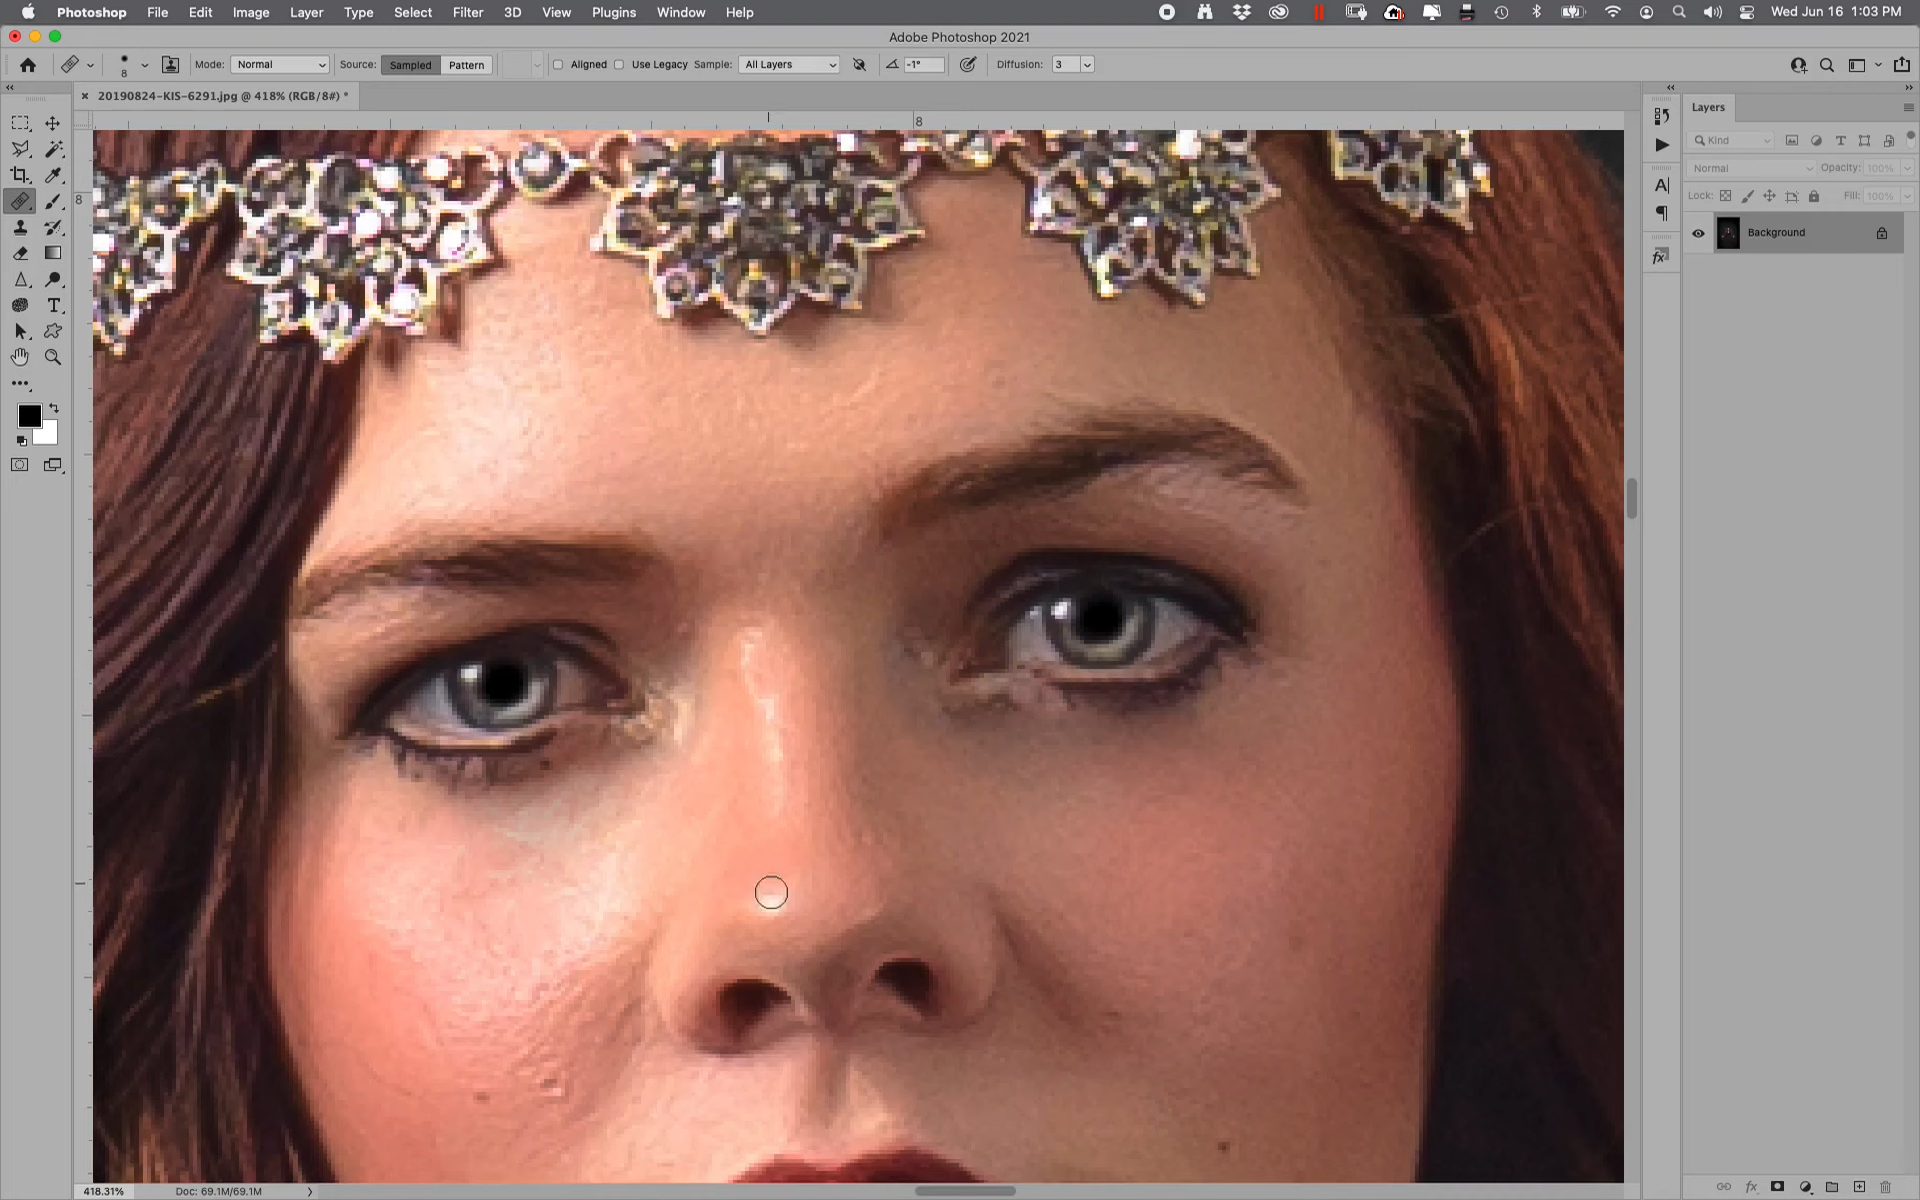 Photoshop File Edit Image Layer Type Select Filter 3D View Plugins Window Help Wed Jun 16 1:03 PM
Adobe Photoshop 2021
8 Mode: Normal Source: Sampled Pattern Aligned Use Legacy Sample: All Layers -1° Diffusion: 3
20190824-KIS-6291.jpg @ 418% (RGB/8#) *
Layers
8
Kind
Normal Opacity: 100%
Lock: Fill: 100%
8
Background
418.31% Doc: 69.1M/69.1M